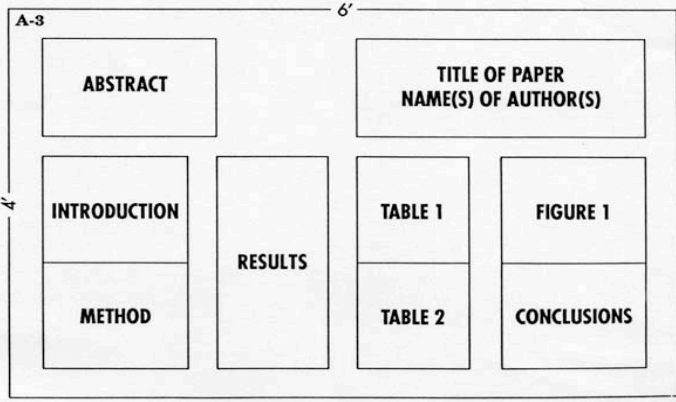 6'
A-3
ABSTRACT
TITLE OF PAPER
NAME(S) OF AUTHOR(S)
4'
INTRODUCTION
METHOD
RESULTS
TABLE 1
TABLE 2
FIGURE 1
CONCLUSIONS